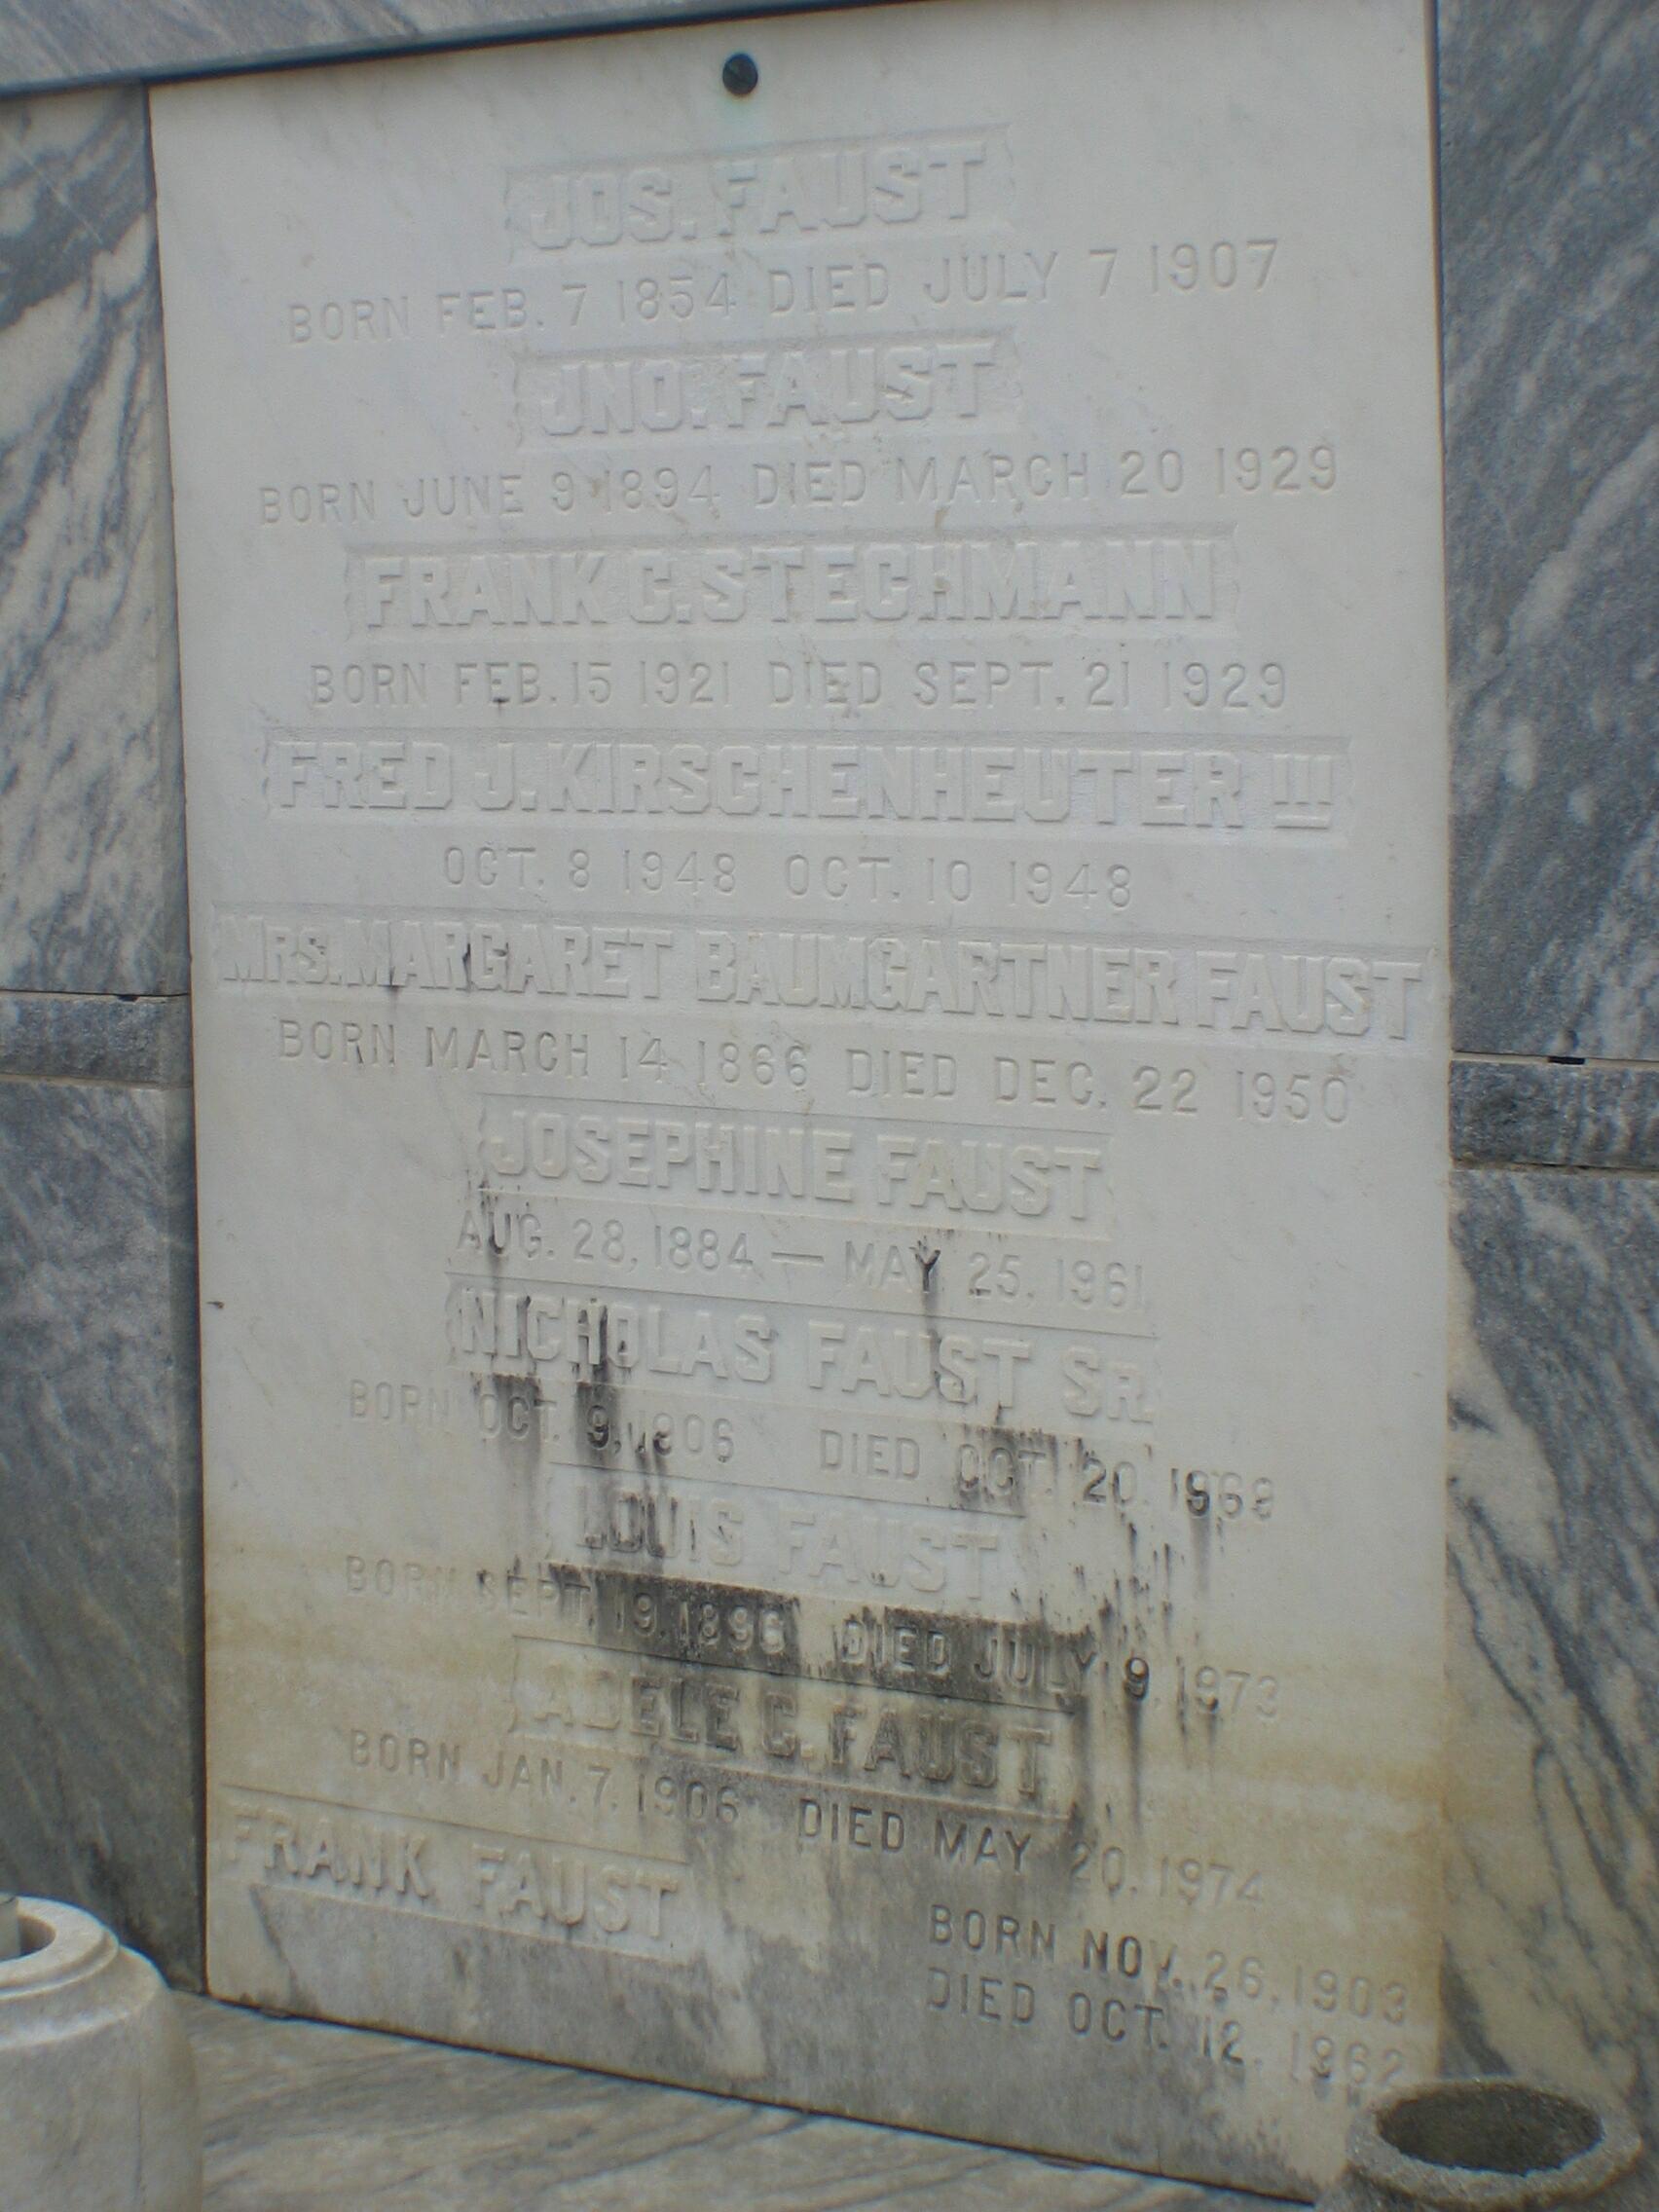 JOS. FAUST
BORN FEB. 7 1854 DIED JULY 7 1907
JNO. FAUST
BORN JUNE 9 1894 DIED MARCH 20 1929
FRANK C. STECHMANN
BORN FEB. 15 1921 DIED SEPT. 21 1929
FRED J. KIRSCHENHEUTER III
OCT. 8 1948 OCT. 10 1948
MRS. MARGARET BAUMGARTNER FAUST
BORN MARCH 14 1866 DIED DEC. 22 1950
JOSEPHINE FAUST
AUG. 28, 1884 — MAY 25, 1961
NICHOLAS FAUST SR.
BORN OCT. 9, 1906 DIED OCT. 20, 1969
LOUIS FAUST
BORN SEPT. 19, 1896 DIED JULY 9, 1973
ADELE C. FAUST
BORN JAN. 7, 1906 DIED MAY 20, 1974
FRANK FAUST
BORN NOV. 26, 1903
DIED OCT. 12, 1962